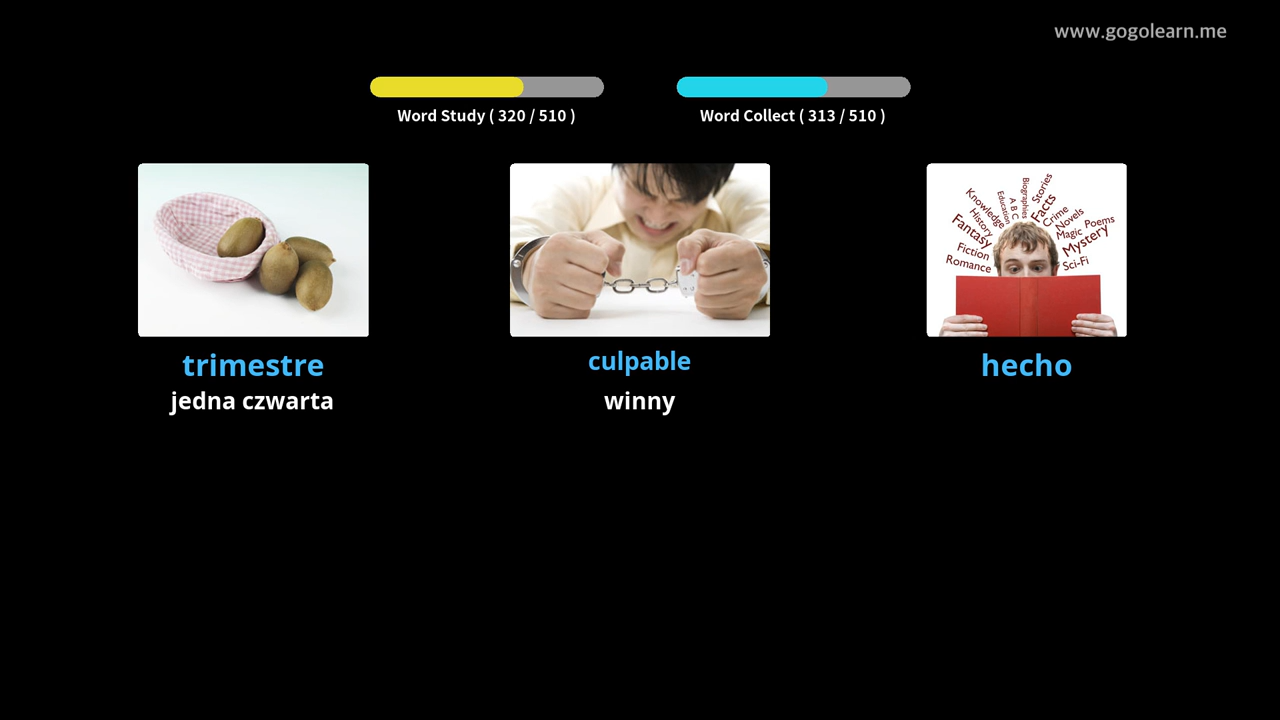 www.gogolearn.me
Word Study ( 320 / 510 )
Word Collect ( 313 / 510 )
Knowledge
History
Fantasy
Fiction
Romance
Education
A B C
Biographies
Stories
Facts
Crime
Novels
Magic
Poems
Mystery
Sci-Fi
trimestre
culpable
hecho
jedna czwarta
winny